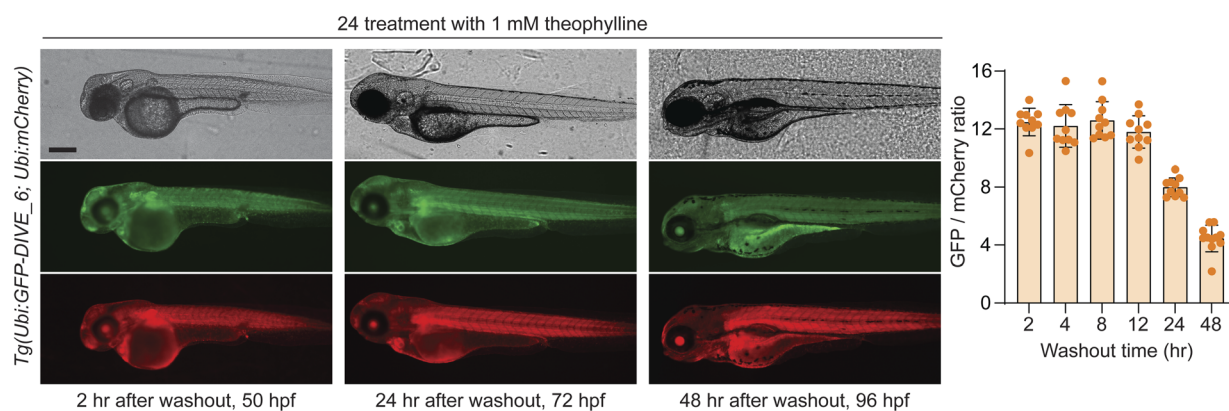 24 treatment with 1 mM theophylline
Tg(Ubi:GFP-DIVE_6; Ubi:mCherry)
2 hr after washout, 50 hpf
24 hr after washout, 72 hpf
48 hr after washout, 96 hpf
GFP / mCherry ratio
16
12
8
4
0
2 4 8 12 24 48
Washout time (hr)